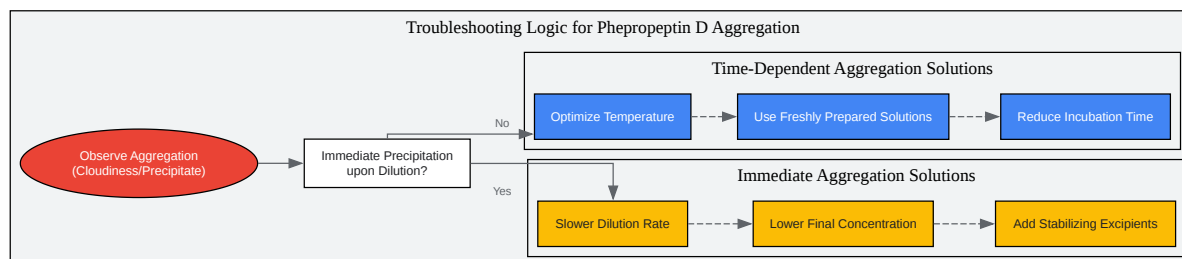 Troubleshooting Logic for Phepropeptin D Aggregation
Time-Dependent Aggregation Solutions
No
Optimize Temperature
Use Freshly Prepared Solutions
Reduce Incubation Time
Observe Aggregation
(Cloudiness/Precipitate)
Immediate Precipitation
upon Dilution?
Yes
Immediate Aggregation Solutions
Slower Dilution Rate
Lower Final Concentration
Add Stabilizing Excipients